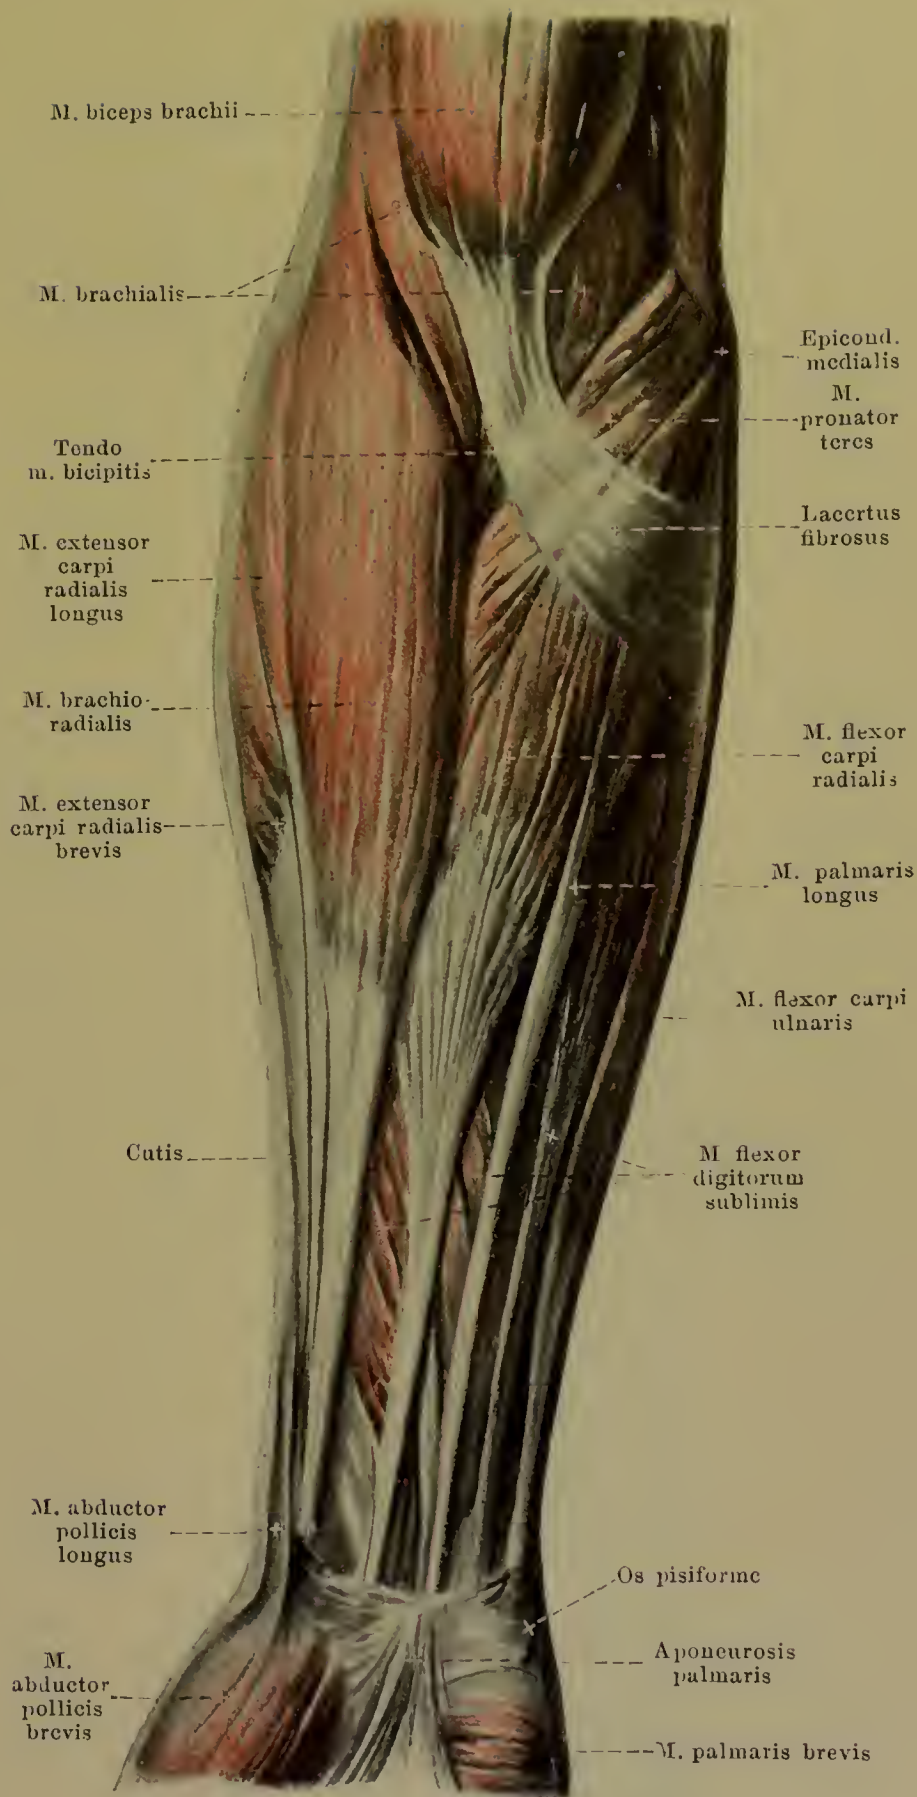 M. biceps brachii
M. brachialis
Tendo
m. bicipitis
M. extensor
carpi
radialis
longus
M. brachio-
radialis
M. extensor
carpi radialis
brevis
Cutis
M. abductor
pollicis
longus
M.
abductor
pollicis
brevis
Epicond.
medialis
M.
pronator
teres
Lacertus
fibrosus
M. flexor
carpi
radialis
M. palmaris
longus
M. flexor carpi
ulnaris
M flexor
digitorum
sublimis
Os pisiforme
Aponeurosis
palmaris
M. palmaris brevis